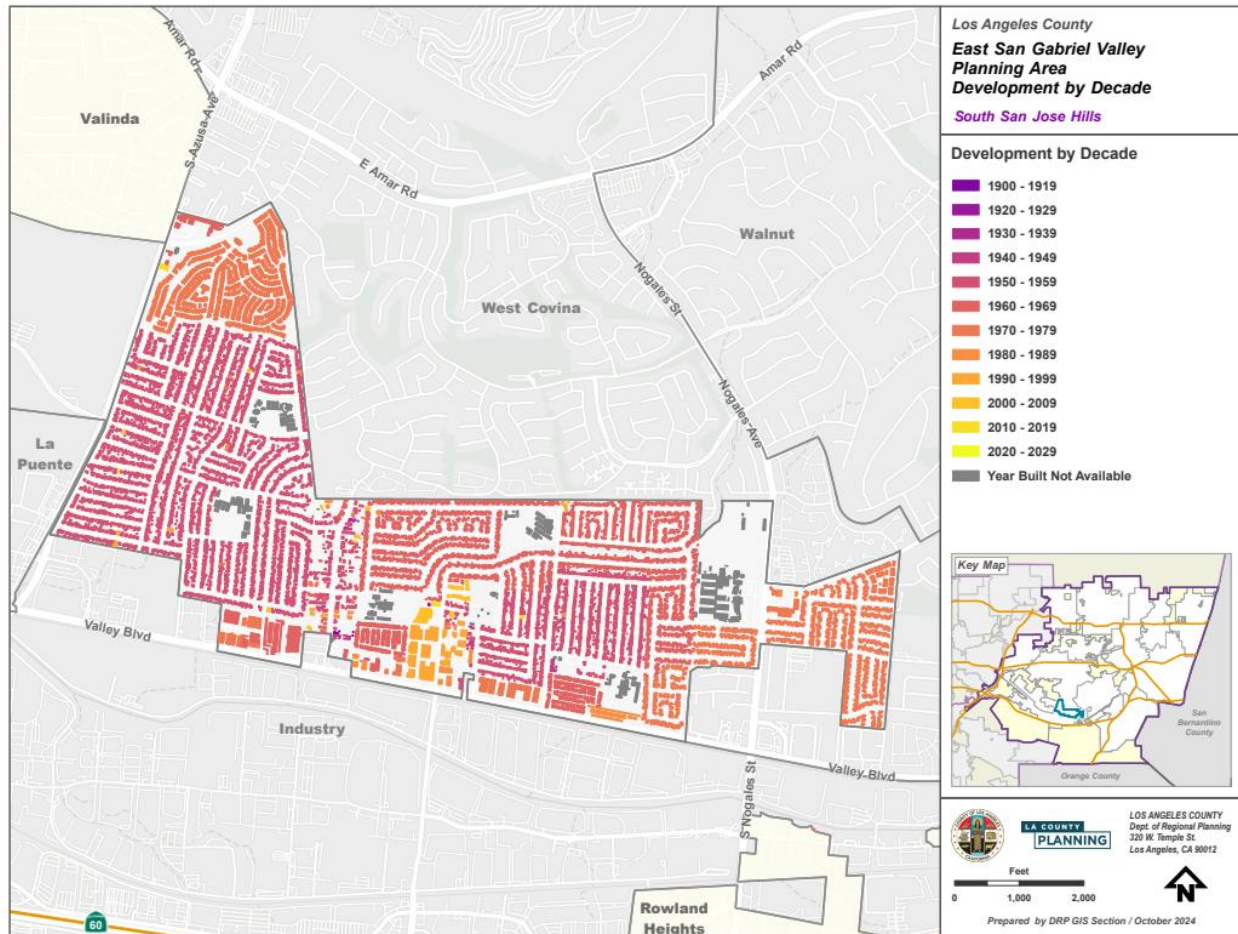 Los Angeles County
East San Gabriel Valley
Planning Area
Development by Decade
South San Jose Hills
Development by Decade
1900 - 1919
1920 - 1929
1930 - 1939
1940 - 1949
1950 - 1959
1960 - 1969
1970 - 1979
1980 - 1989
1990 - 1999
2000 - 2009
2010 - 2019
2020 - 2029
Year Built Not Available
Amar Rd
Amar Rd
Valinda
S Azusa Ave
E Amar Rd
Walnut
Nogales St
West Covina
Nogales Ave
La
Puente
Valley Blvd
Industry
Valley Blvd
S Nogales St
Rowland
Heights
60
Key Map
San
Bernardino
County
Orange County
LA COUNTY
PLANNING
LOS ANGELES COUNTY
Dept. of Regional Planning
320 W. Temple St.
Los Angeles, CA 90012
Feet
0 1,000 2,000
N
Prepared by DRP GIS Section / October 2024